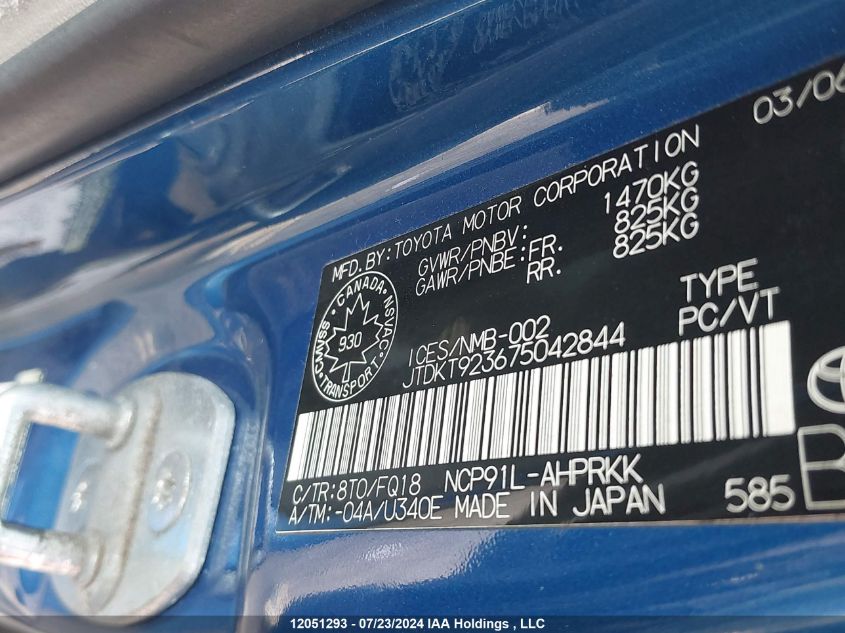 03/06
MFD.BY:TOYOTA MOTOR CORPORATION
GVWR/PNBV: 1470KG
GAWR/PNBE:FR. 825KG
RR. 825KG
CANADA NSVAC TRANSPORT CMVSS
930
ICES/NMB-002
TYPE
JTDKT923675042844
PC/VT
C/TR:8T0/FQ18 NCP91L-AHPRKK
A/TM:-04A/U340E MADE IN JAPAN
585
12051293 - 07/23/2024 IAA Holdings , LLC